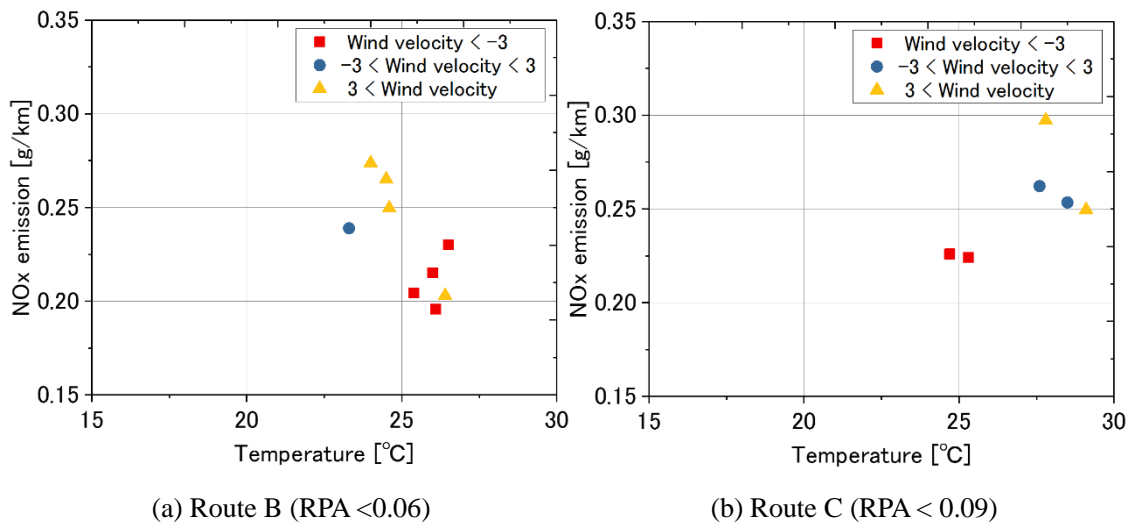 0.35
0.30
0.25
0.20
0.15
NOx emission [g/km]
Wind velocity < −3
−3 < Wind velocity < 3
3 < Wind velocity
15
20
25
30
Temperature [℃]
(a) Route B (RPA <0.06)
0.35
0.30
0.25
0.20
0.15
NOx emission [g/km]
Wind velocity < −3
−3 < Wind velocity < 3
3 < Wind velocity
15
20
25
30
Temperature [℃]
(b) Route C (RPA < 0.09)